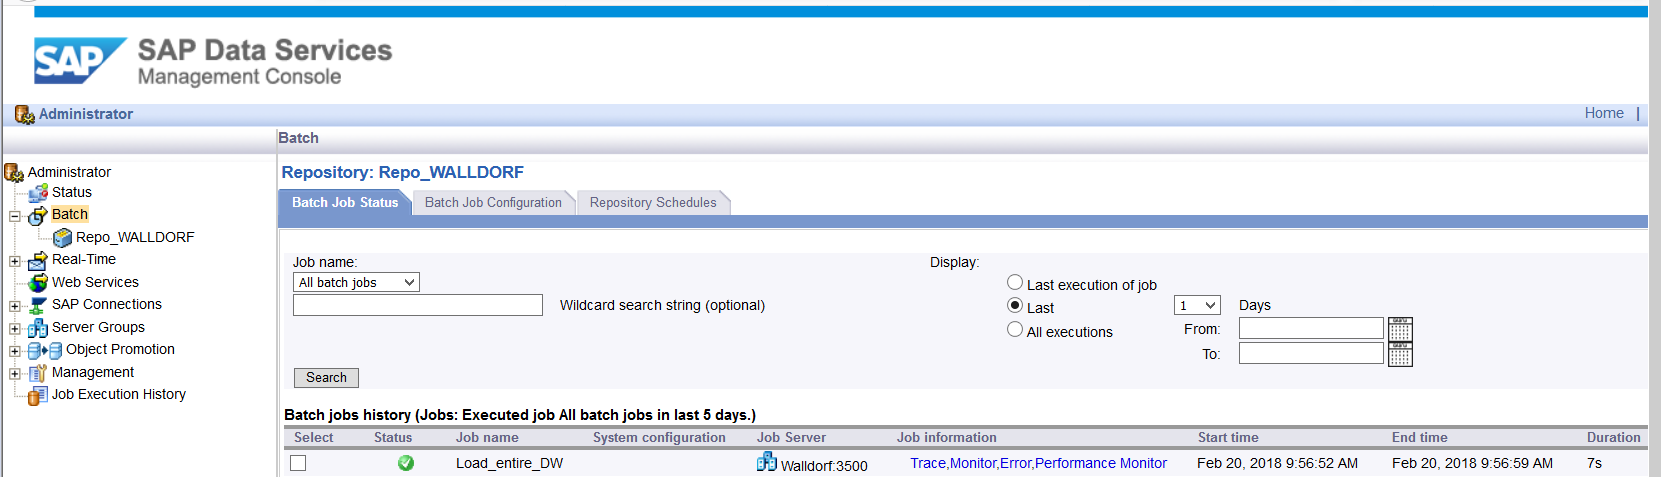 SAP SAP Data Services
Management Console
Administrator Home |
Batch
Administrator
Status
Batch
Repo_WALLDORF
Real-Time
Web Services
SAP Connections
Server Groups
Object Promotion
Management
Job Execution History
Repository: Repo_WALLDORF
Batch Job Status Batch Job Configuration Repository Schedules
Job name: Display:
All batch jobs Last execution of job
Wildcard search string (optional) Last 1 Days
All executions From:
To:
Search
Batch jobs history (Jobs: Executed job All batch jobs in last 5 days.)
Select Status Job name System configuration Job Server Job information Start time End time Duration
Load_entire_DW Walldorf:3500 Trace,Monitor,Error,Performance Monitor Feb 20, 2018 9:56:52 AM Feb 20, 2018 9:56:59 AM 7s